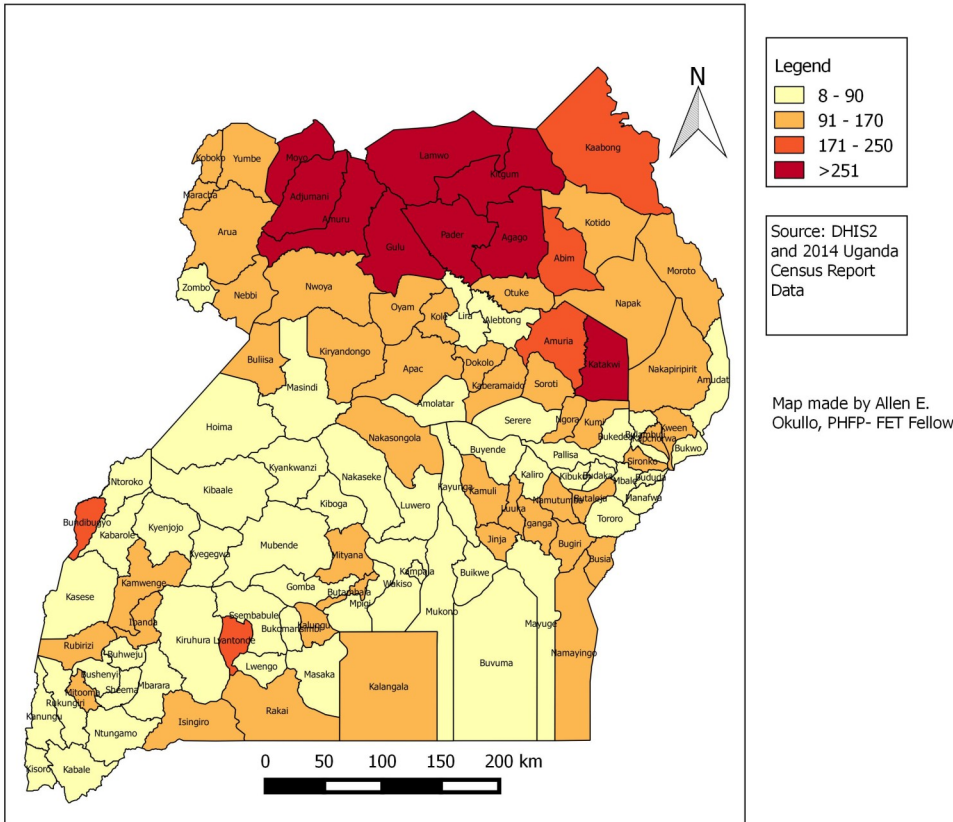 N
Legend
8 - 90
91 - 170
171 - 250
>251
Source: DHIS2
and 2014 Uganda
Census Report
Data
Map made by Allen E.
Okullo, PHFP- FET Fellow
Kaabong
Koboko
Yumbe
Moyo
Lamwo
Kitgum
Maracha
Adjumani
Amuru
Arua
Gulu
Pader
Agago
Kotido
Abim
Moroto
Zombo
Nebbi
Nwoya
Otuke
Napak
Oyam
Kole
Lira
Alebtong
Amuria
Katakwi
Buliisa
Kiryandongo
Apac
Dokolo
Kaberamaido
Soroti
Nakapiripirit
Amudat
Masindi
Amolatar
Serere
Ngora
Kumi
Bukedea
Kween
Bukwo
Hoima
Nakasongola
Buyende
Pallisa
Sironko
Kyankwanzi
Nakaseke
Kaliro
Kibuku
Budaka
Mbale
Bududa
Ntoroko
Kibaale
Kiboga
Luwero
Kayunga
Kamuli
Luuka
Namutumba
Butaleja
Manafwa
Bundibugyo
Kabarole
Kyenjojo
Kyegegwa
Mubende
Mityana
Jinja
Iganga
Bugiri
Tororo
Busia
Kamwenge
Gomba
Butambala
Mpigi
Wakiso
Kampala
Buikwe
Kasese
Ibanda
Kiruhura
Ssembabule
Lyantonde
Bukomansimbi
Kalungu
Mukono
Mayuge
Rubirizi
Buhweju
Lwengo
Masaka
Buvuma
Namayingo
Bushenyi
Mitooma
Sheema
Mbarara
Rukungiri
Kanungu
Ntungamo
Isingiro
Rakai
Kalangala
Kisoro
Kabale
0 50 100 150 200 km